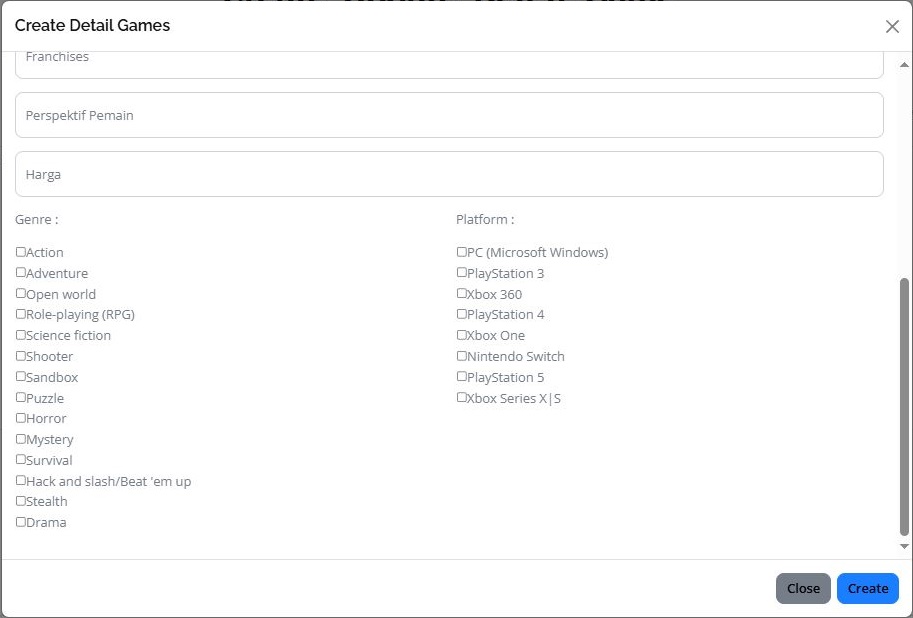 Create Detail Games
Franchises
Perspektif Pemain
Harga
Genre :
Action
Adventure
Open world
Role-playing (RPG)
Science fiction
Shooter
Sandbox
Puzzle
Horror
Mystery
Survival
Hack and slash/Beat 'em up
Stealth
Drama
Platform :
PC (Microsoft Windows)
PlayStation 3
Xbox 360
PlayStation 4
Xbox One
Nintendo Switch
PlayStation 5
Xbox Series X|S
Close
Create